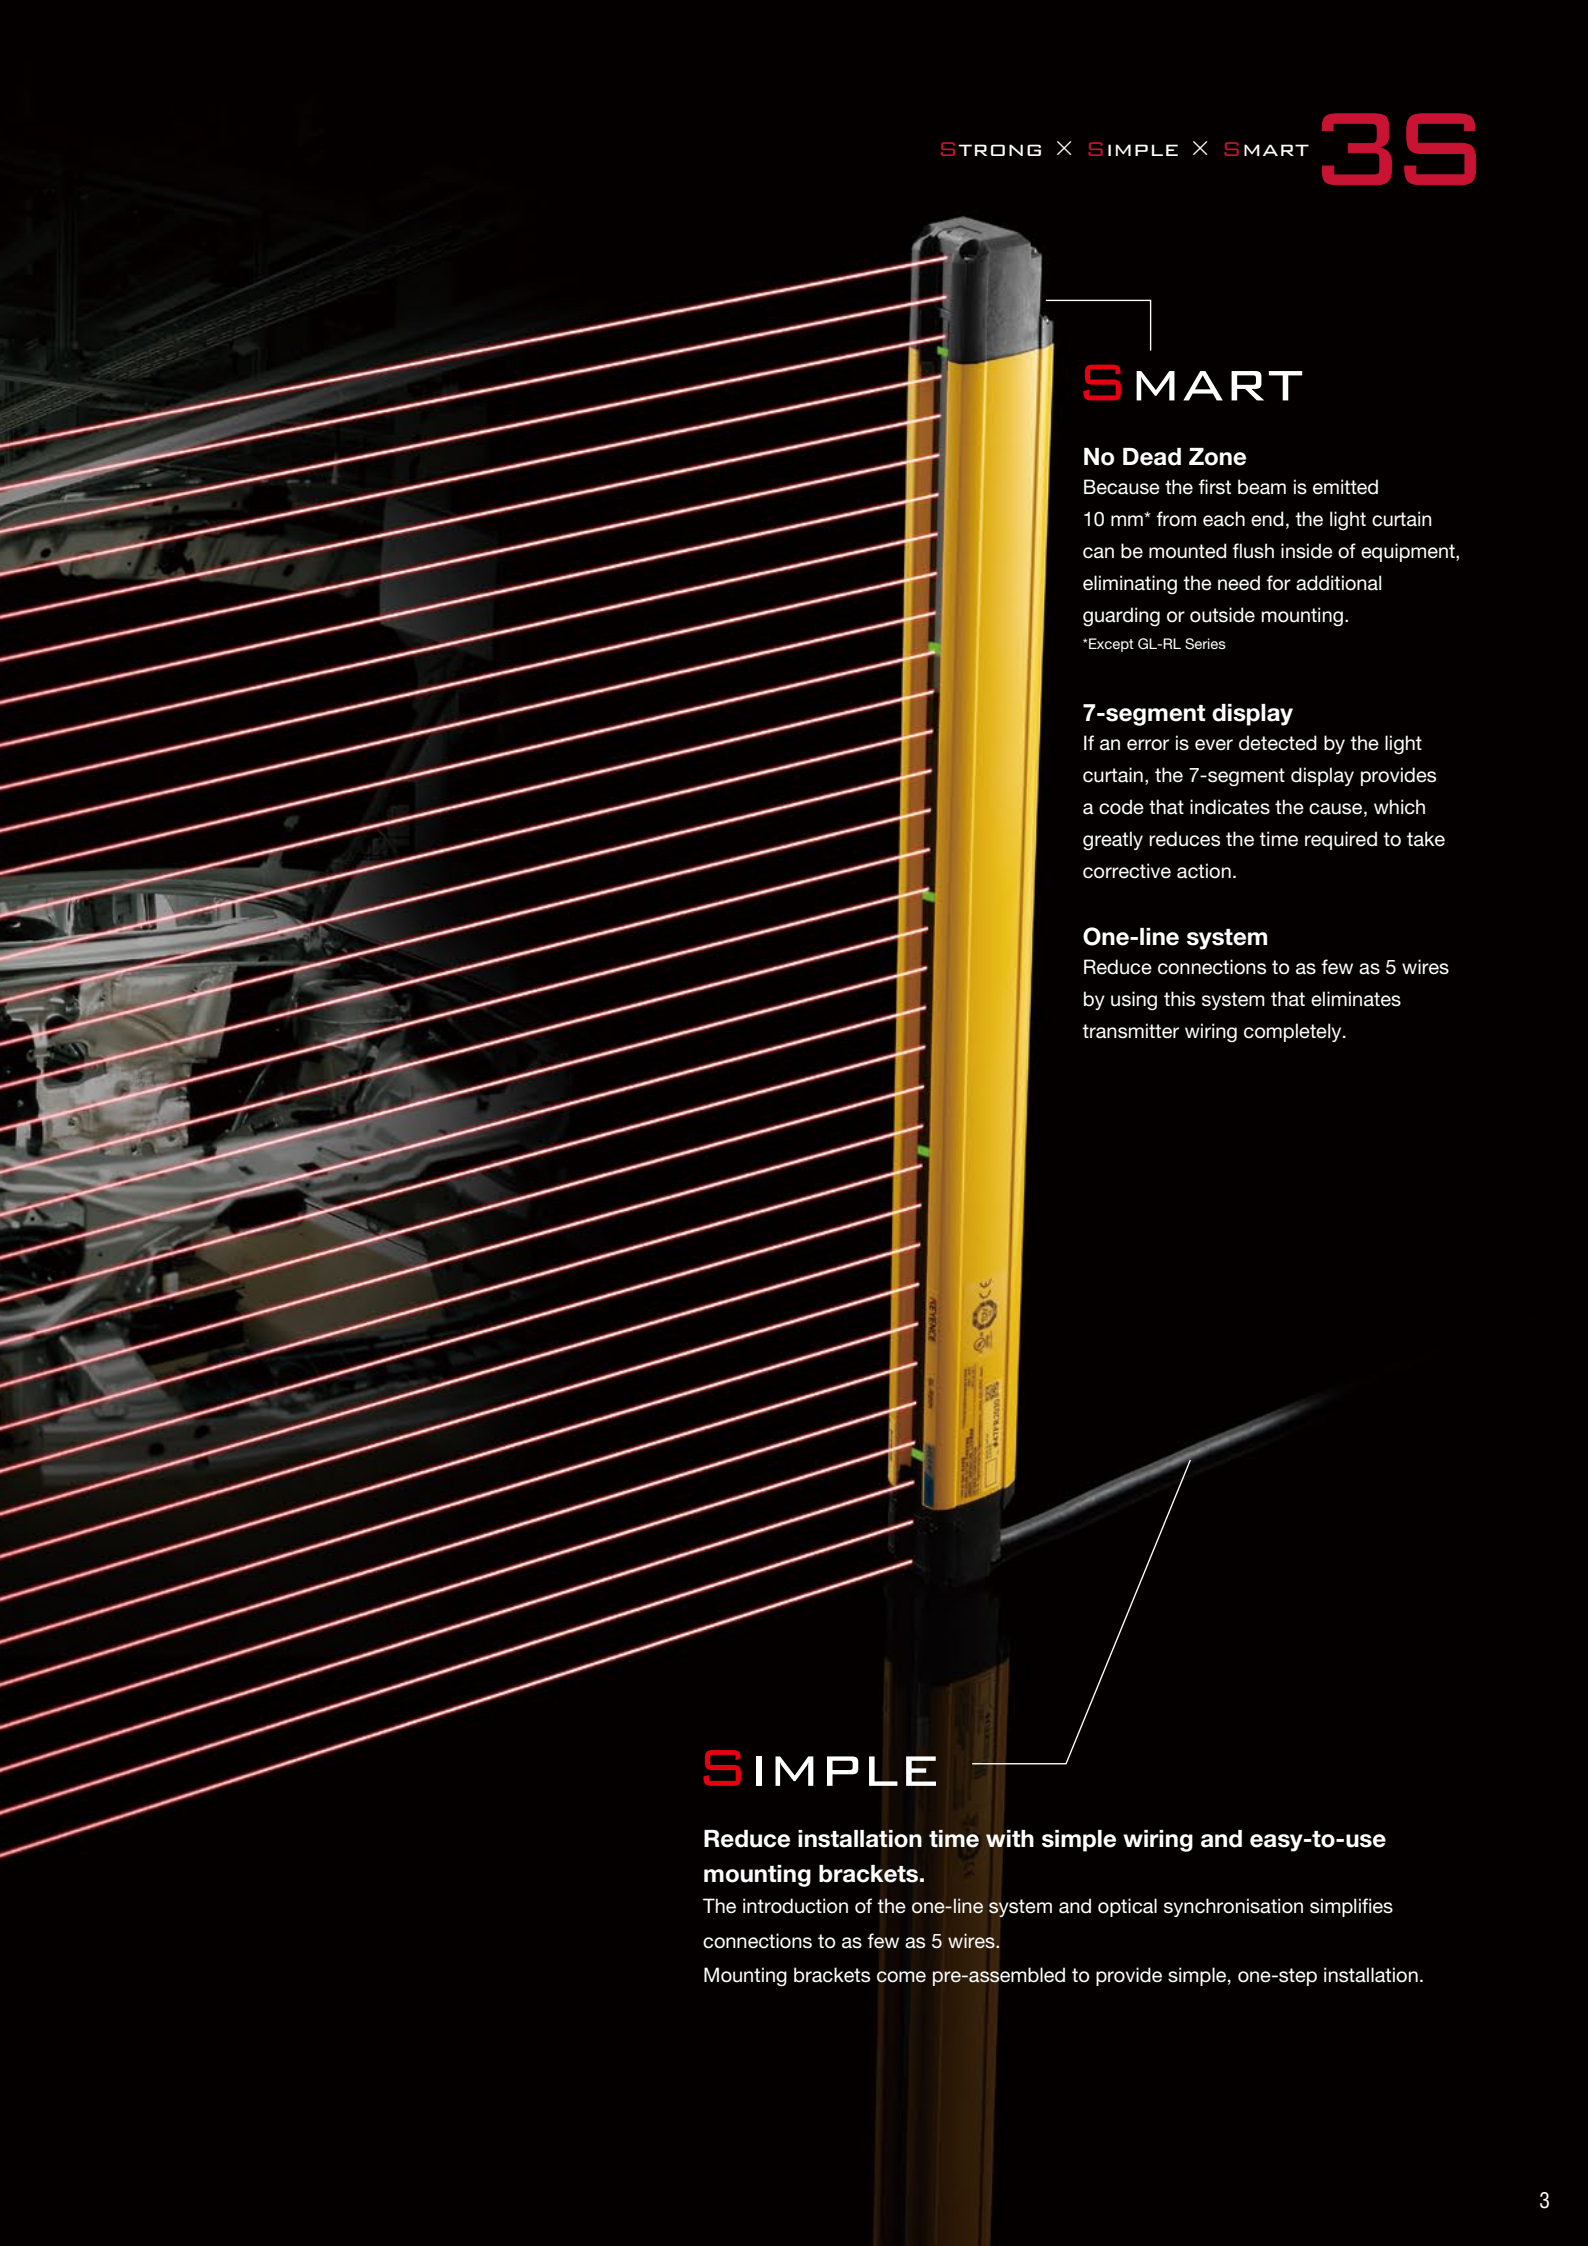 STRONG × SIMPLE × SMART 3S
SMART
No Dead Zone
Because the first beam is emitted
10 mm* from each end, the light curtain
can be mounted flush inside of equipment,
eliminating the need for additional
guarding or outside mounting.
*Except GL-RL Series
7-segment display
If an error is ever detected by the light
curtain, the 7-segment display provides
a code that indicates the cause, which
greatly reduces the time required to take
corrective action.
One-line system
Reduce connections to as few as 5 wires
by using this system that eliminates
transmitter wiring completely.
KEYENCE
SIMPLE
Reduce installation time with simple wiring and easy-to-use
mounting brackets.
The introduction of the one-line system and optical synchronisation simplifies
connections to as few as 5 wires.
Mounting brackets come pre-assembled to provide simple, one-step installation.
3